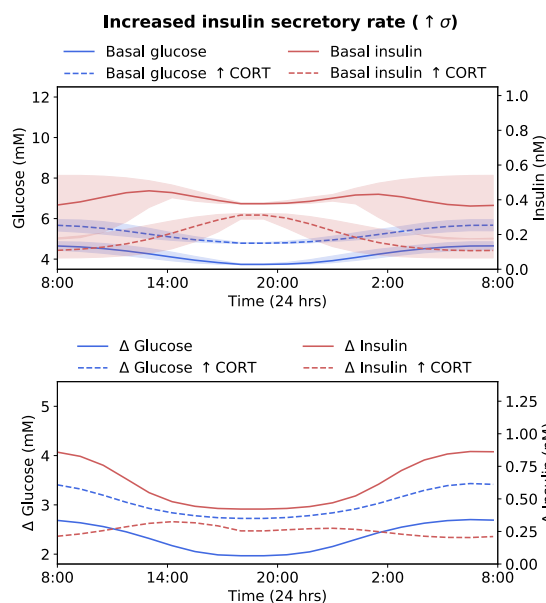 Increased insulin secretory rate (↑ σ)
Basal glucose
Basal insulin
Basal glucose ↑ CORT
Basal insulin ↑ CORT
12
10
8
6
4
Glucose (mM)
1.0
0.8
0.6
0.4
0.2
0.0
Insulin (nM)
8:00
14:00
20:00
2:00
8:00
Time (24 hrs)
Δ Glucose
Δ Insulin
Δ Glucose ↑ CORT
Δ Insulin ↑ CORT
5
4
3
2
Δ Glucose (mM)
1.25
1.00
0.75
0.50
0.25
0.00
Δ Insulin (nM)
8:00
14:00
20:00
2:00
8:00
Time (24 hrs)